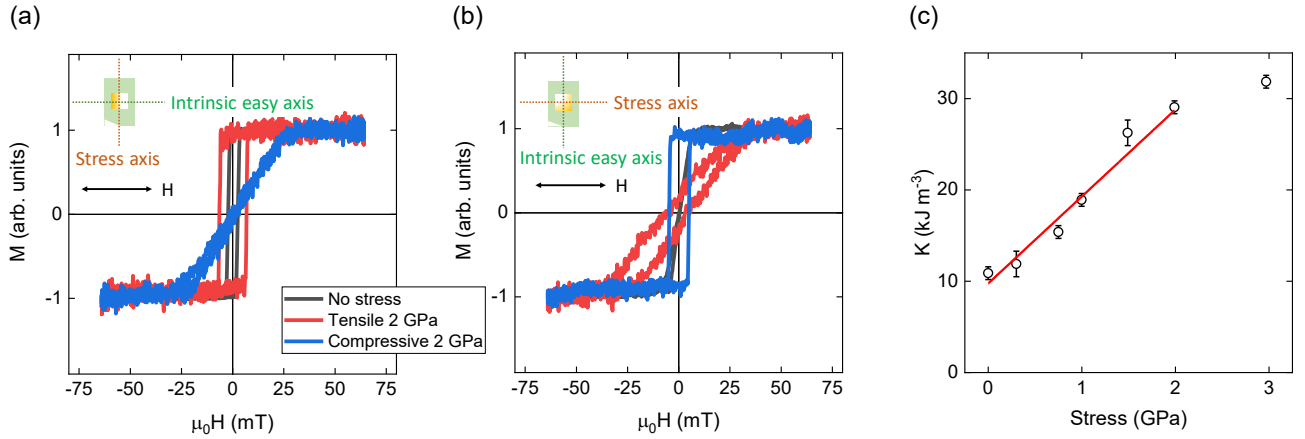 (a)
Intrinsic easy axis
Stress axis
H
M (arb. units)
1
0
-1
-75 -50 -25 0 25 50 75
μ0H (mT)
No stress
Tensile 2 GPa
Compressive 2 GPa
(b)
Stress axis
Intrinsic easy axis
H
M (arb. units)
1
0
-1
-75 -50 -25 0 25 50 75
μ0H (mT)
(c)
K (kJ m-3)
30
20
10
0
0 1 2 3
Stress (GPa)